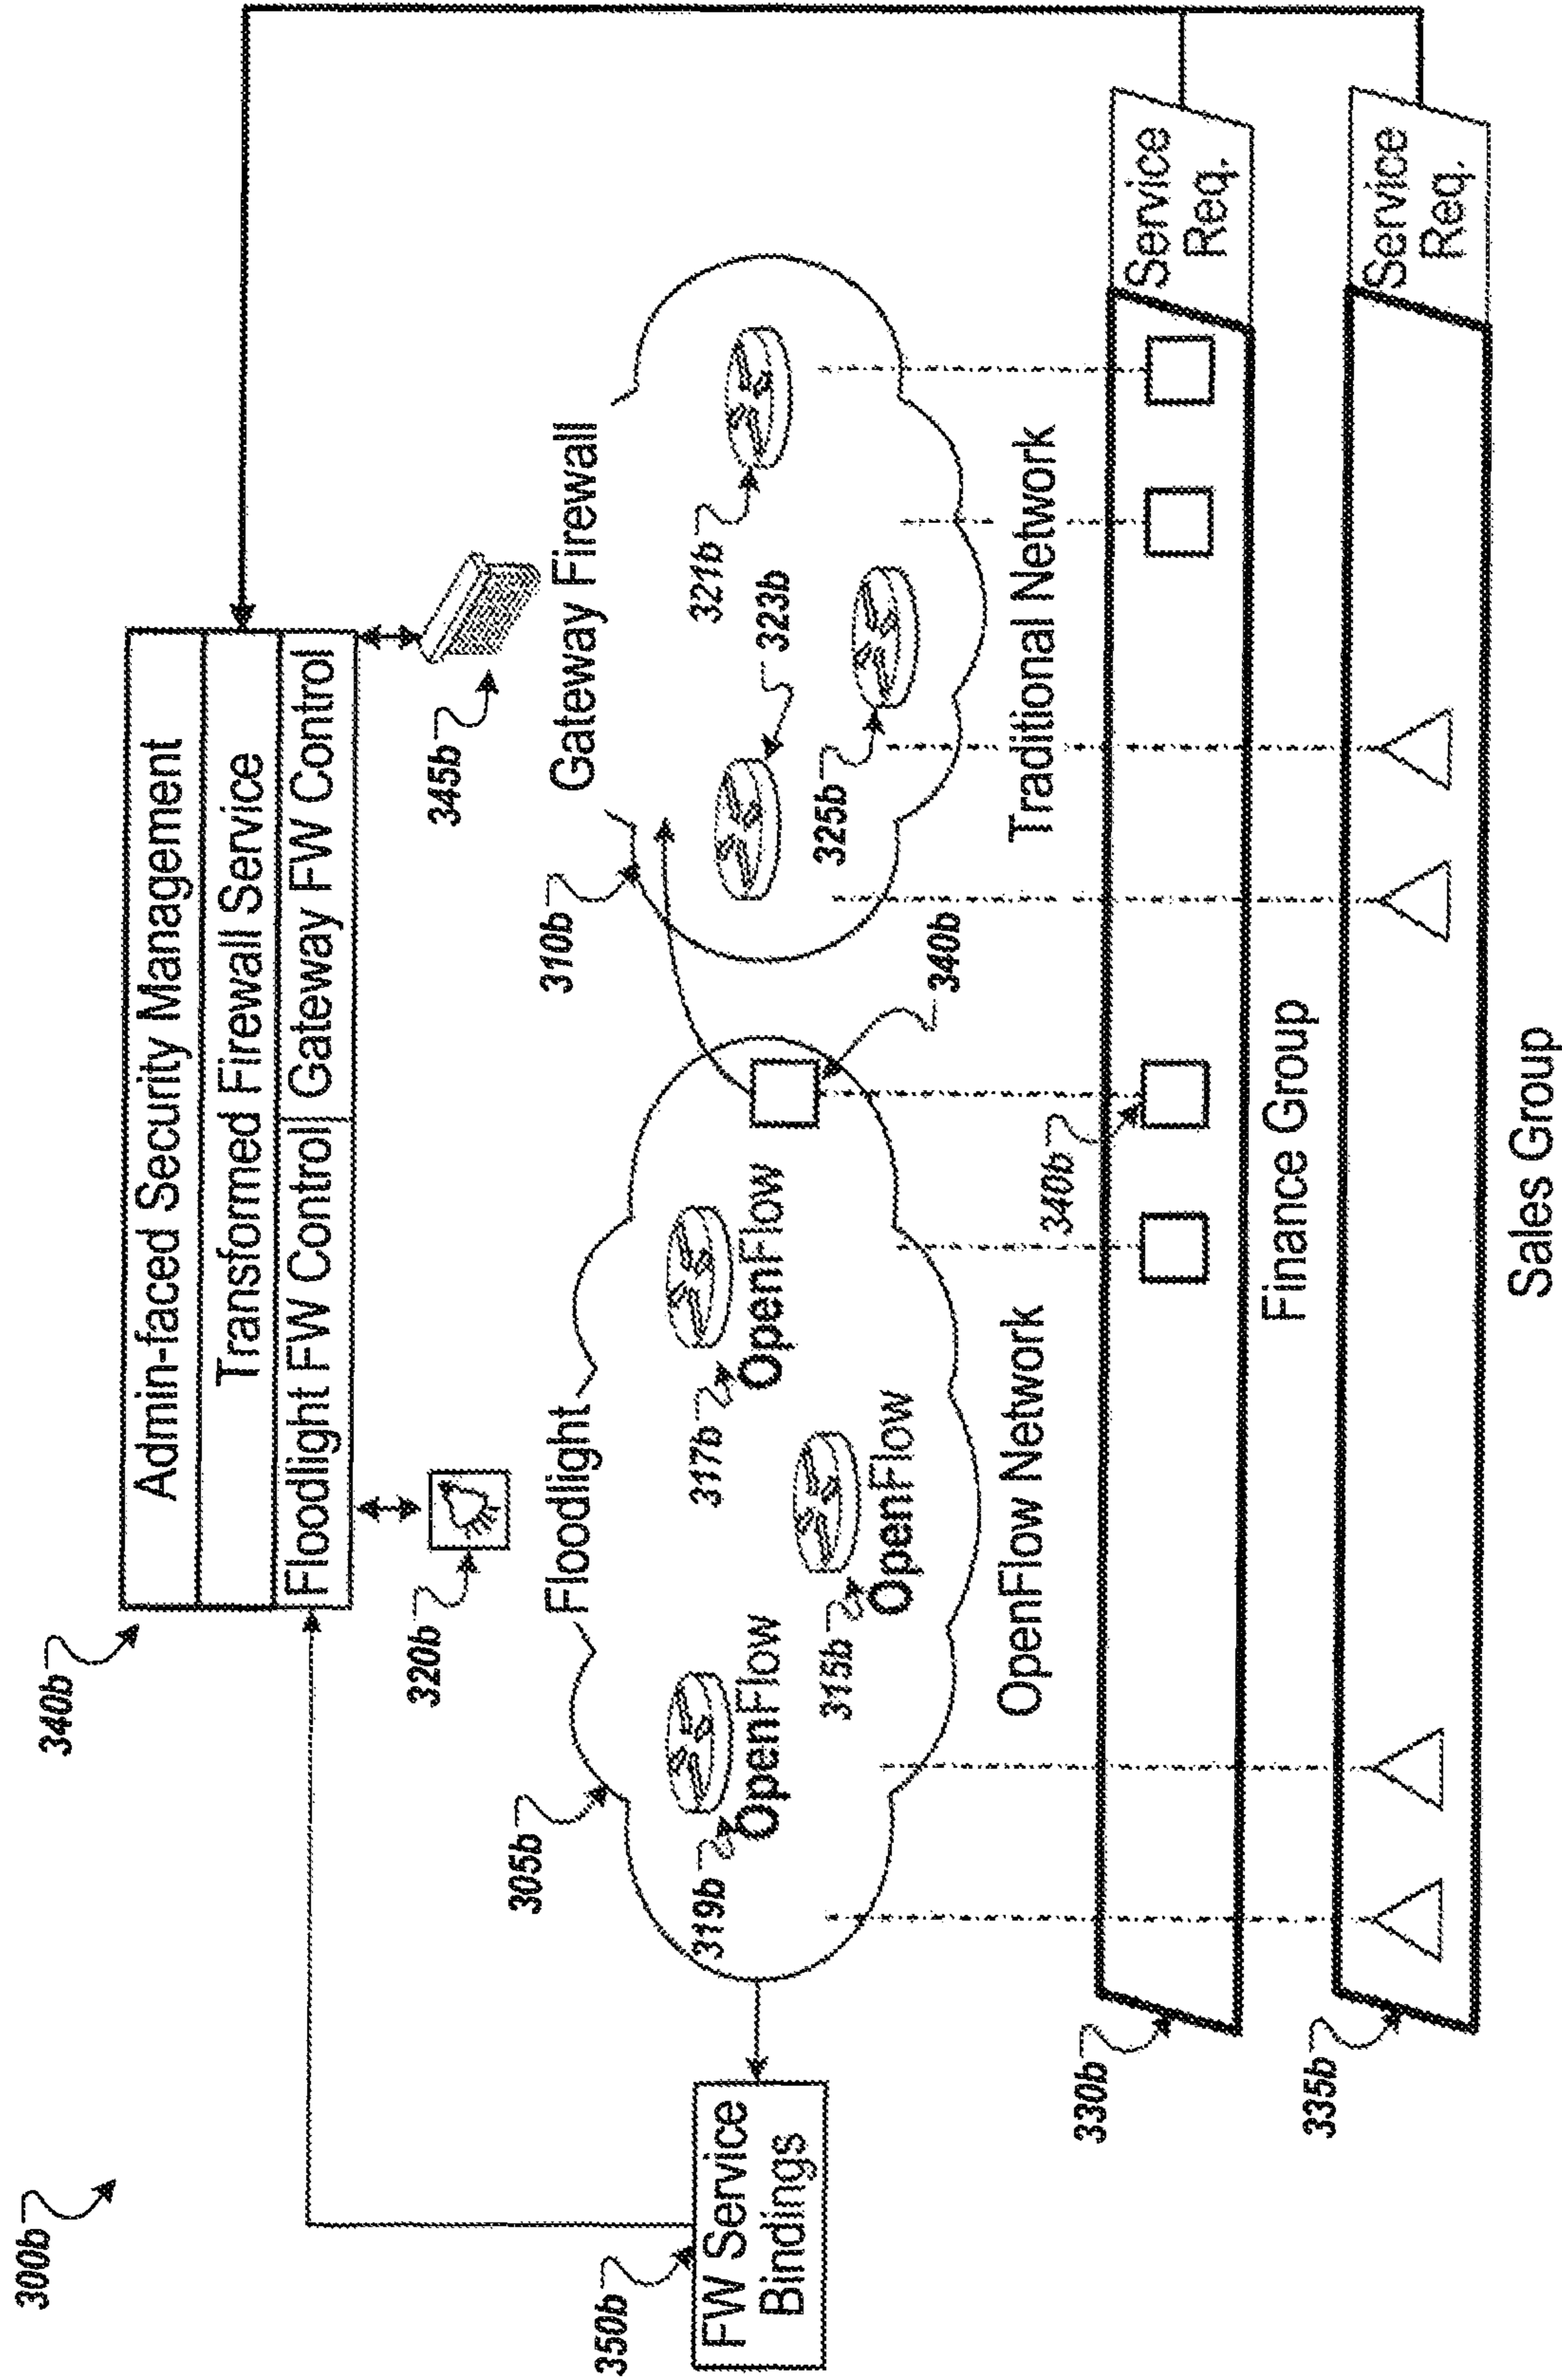 300b
340b
Admin-faced Security Management
Transformed Firewall Service
Floodlight FW Control
Gateway FW Control
320b
345b
305b
Floodlight
310b
Gateway Firewall
350b
FW Service
Bindings
319b
OpenFlow
317b
OpenFlow
315b
OpenFlow
321b
323b
325b
340b
OpenFlow Network
Traditional Network
330b
340b
Service
Req.
Finance Group
335b
Service
Req.
Sales Group